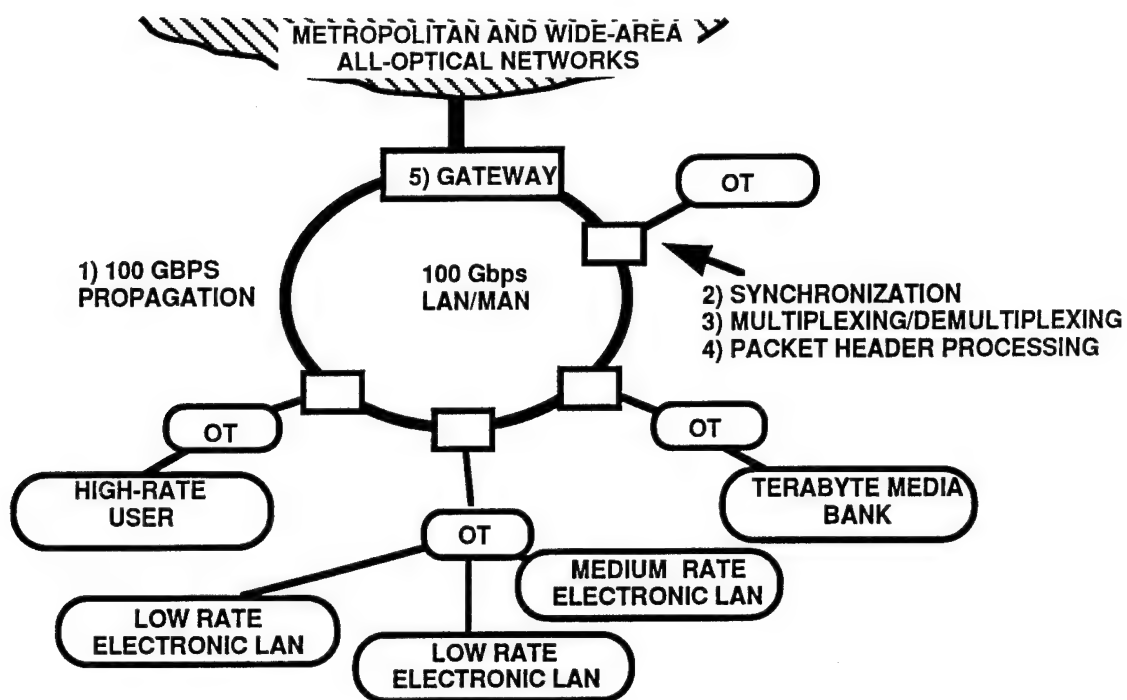 METROPOLITAN AND WIDE-AREA
ALL-OPTICAL NETWORKS
5) GATEWAY
OT
1) 100 GBPS
PROPAGATION
100 Gbps
LAN/MAN
2) SYNCHRONIZATION
3) MULTIPLEXING/DEMULTIPLEXING
4) PACKET HEADER PROCESSING
OT
OT
HIGH-RATE
USER
TERABYTE MEDIA
BANK
OT
MEDIUM RATE
ELECTRONIC LAN
LOW RATE
ELECTRONIC LAN
LOW RATE
ELECTRONIC LAN